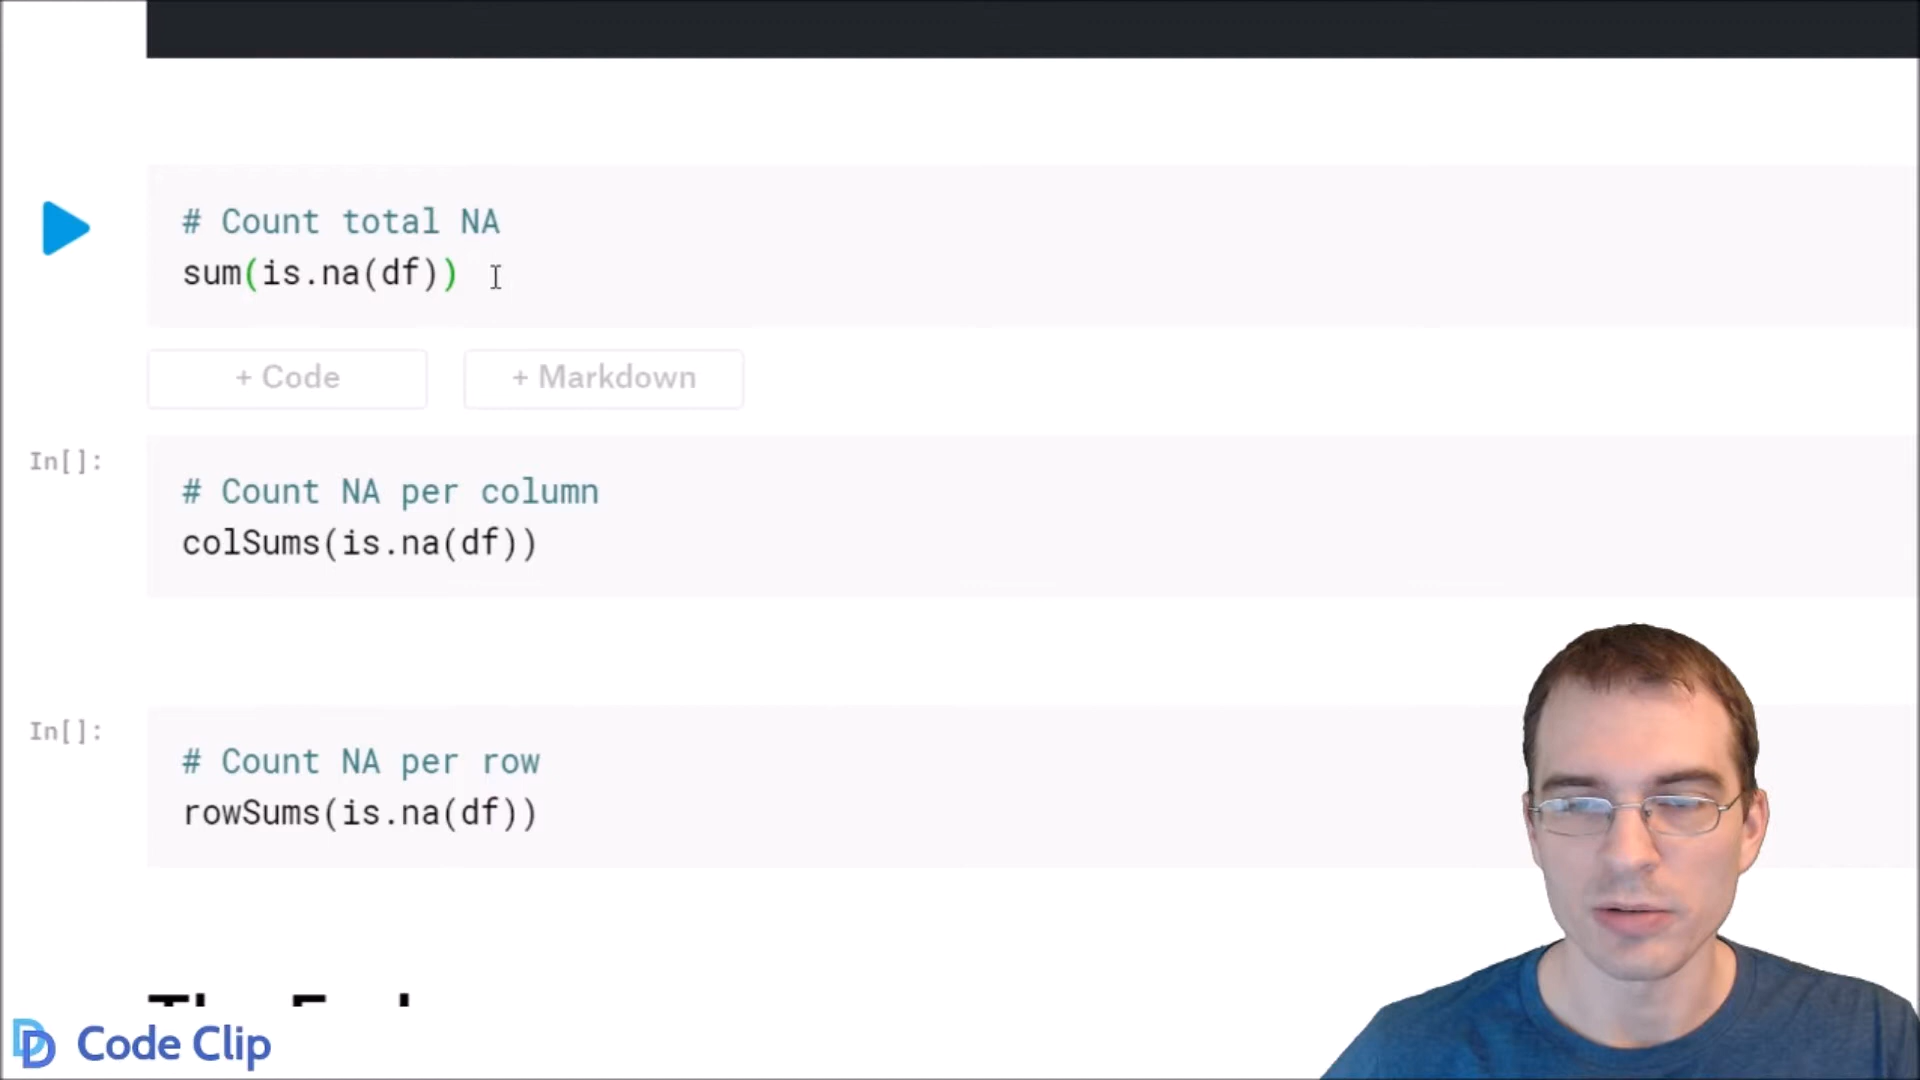 # Count total NA
sum(is.na(df))
+ Code
+ Markdown
In[]:
# Count NA per column
colSums(is.na(df))
In[]:
# Count NA per row
rowSums(is.na(df))
Code Clip